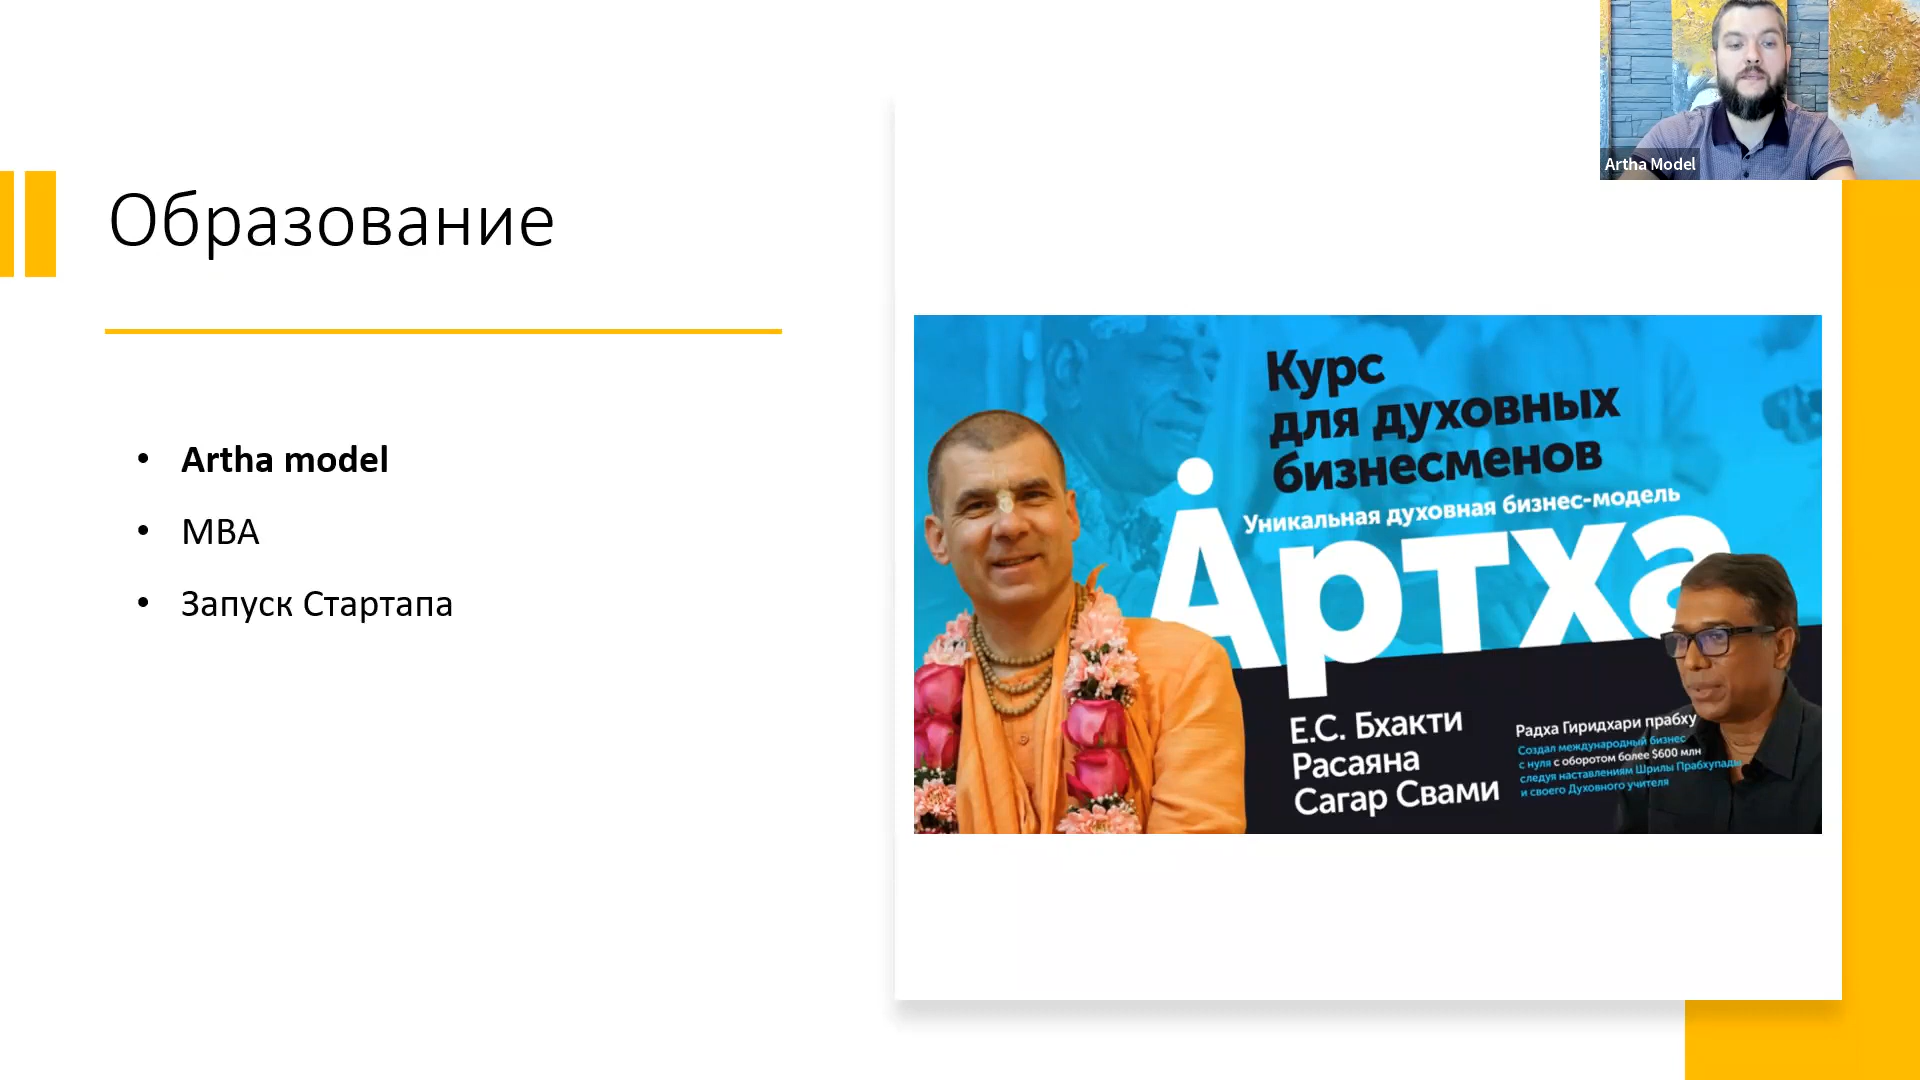 Artha Model
Образование
Artha model
MBA
Запуск Стартапа
Курс
для духовных
бизнесменов
Уникальная духовная бизнес-модель
Артха
Е.С. Бхакти
Расаяна
Сагар Свами
Радха Гиридхари прабху
Создал международный бизнес
с нуля с оборотом более $600 млн
следуя наставлениям Шрилы Прабхупады
и своего Духовного учителя